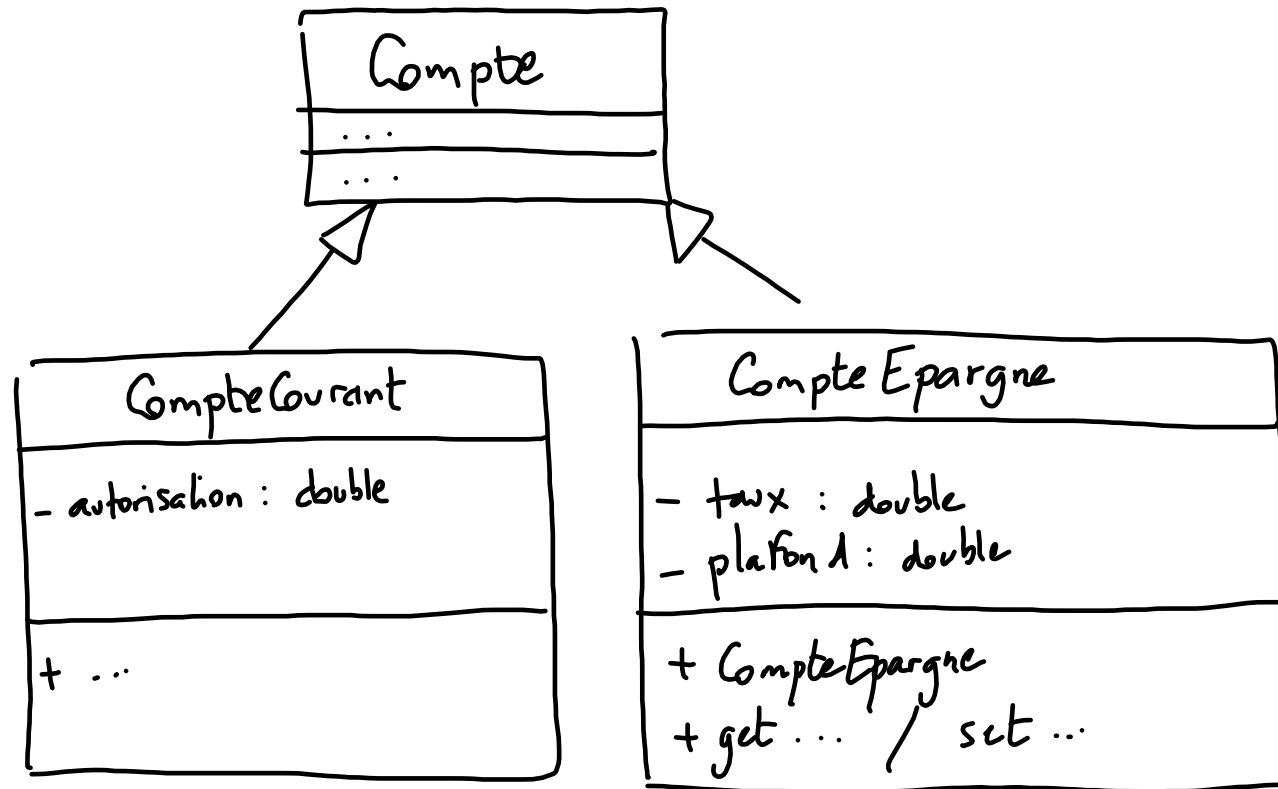 Compte
...
...
CompteCourant
- autorisation : double
+ ...
CompteEpargne
- taux : double
- plafond : double
+ CompteEpargne
+ get ... / set ...